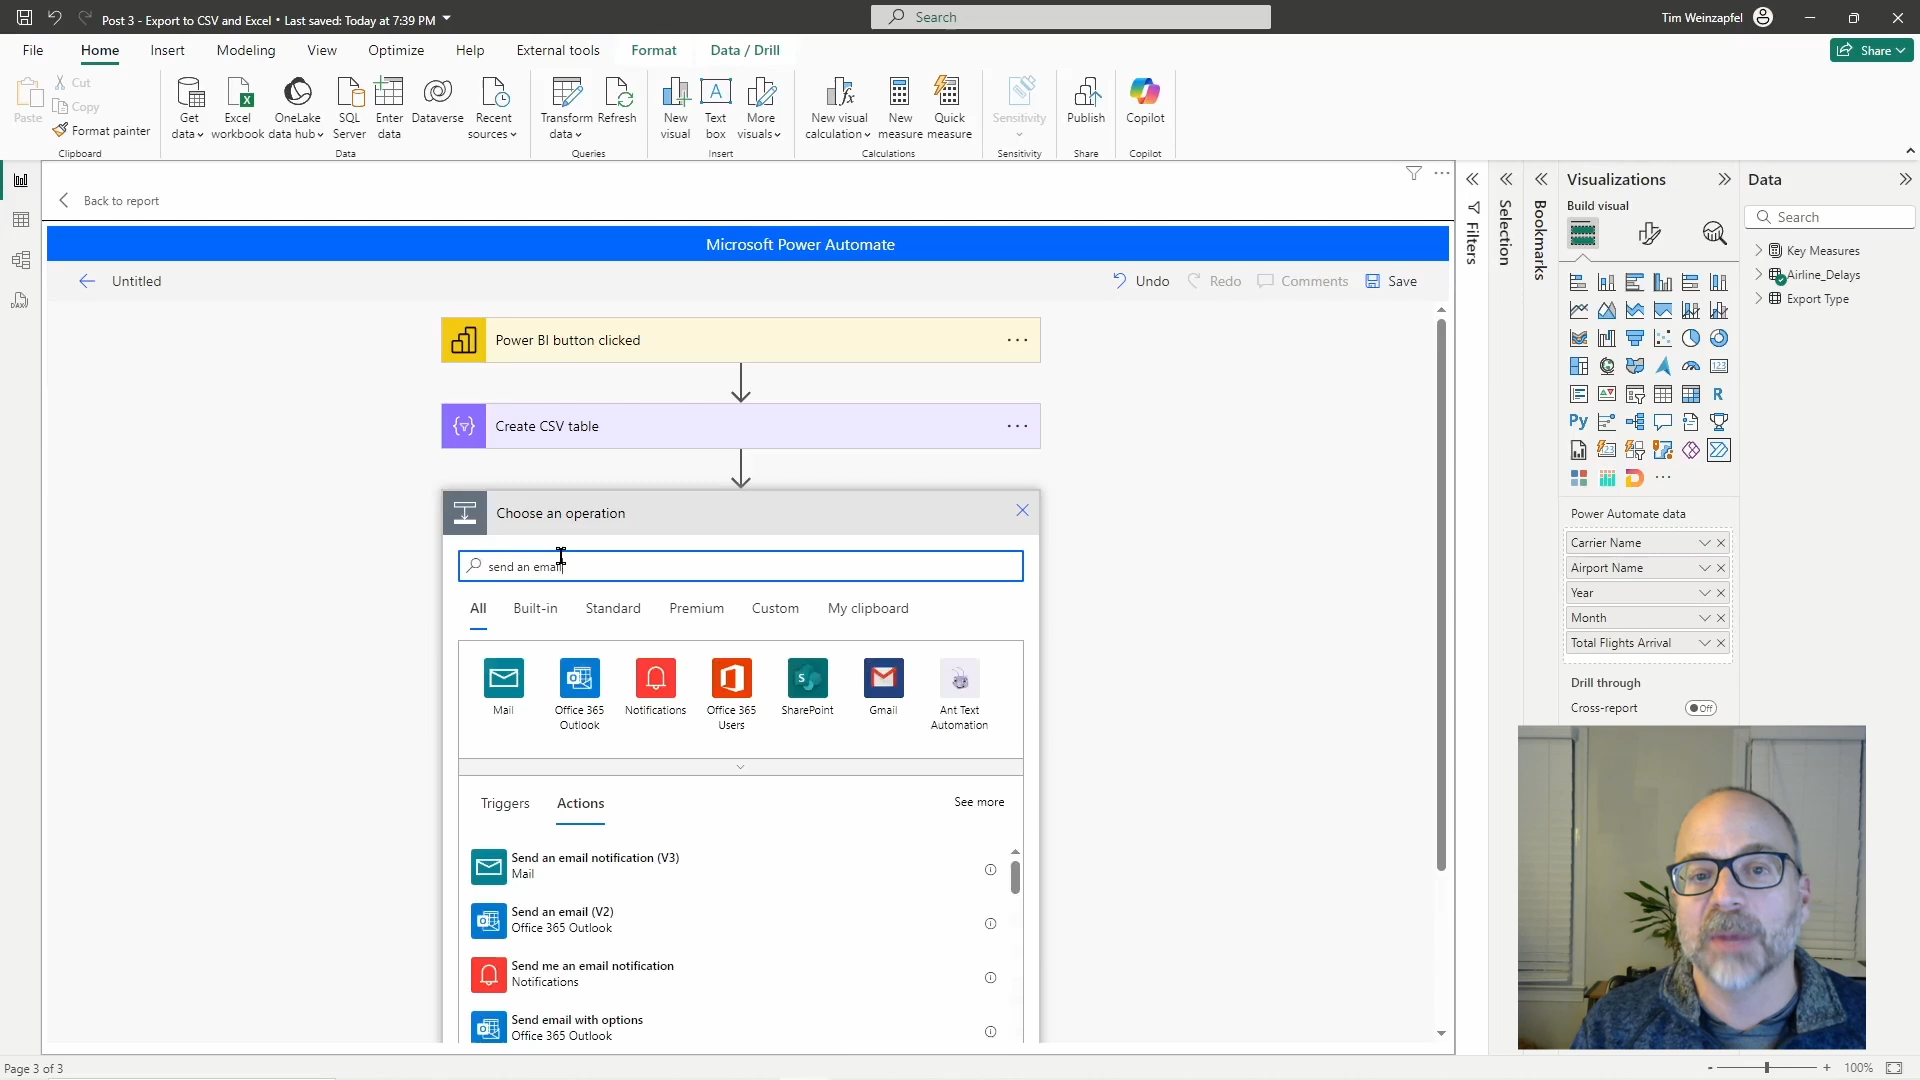 Post 3 - Export to CSV and Excel • Last saved: Today at 7:39 PM
Search
Tim Weinzapfel
File Home Insert Modeling View Optimize Help External tools Format Data / Drill
Share
Paste
Cut
Copy
Format painter
Get data
Excel workbook
OneLake data hub
SQL Server
Enter data
Dataverse
Recent sources
Transform data
Refresh
New visual
Text box
More visuals
New visual calculation
New measure
Quick measure
Sensitivity
Publish
Copilot
Clipboard
Data
Queries
Insert
Calculations
Sensitivity
Share
Copilot
Back to report
Microsoft Power Automate
Untitled
Undo Redo Comments Save
Power BI button clicked
Create CSV table
Choose an operation
send an email
All Built-in Standard Premium Custom My clipboard
Mail
Office 365 Outlook
Notifications
Office 365 Users
SharePoint
Gmail
Ant Text Automation
Triggers Actions See more
Send an email notification (V3)
Mail
Send an email (V2)
Office 365 Outlook
Send me an email notification
Notifications
Send email with options
Office 365 Outlook
Filters
Selection
Bookmarks
Visualizations
Build visual
123
R
Py
Power Automate data
Carrier Name
Airport Name
Year
Month
Total Flights Arrival
Drill through
Cross-report
Off
Data
Search
Key Measures
Airline_Delays
Export Type
Page 3 of 3
100%